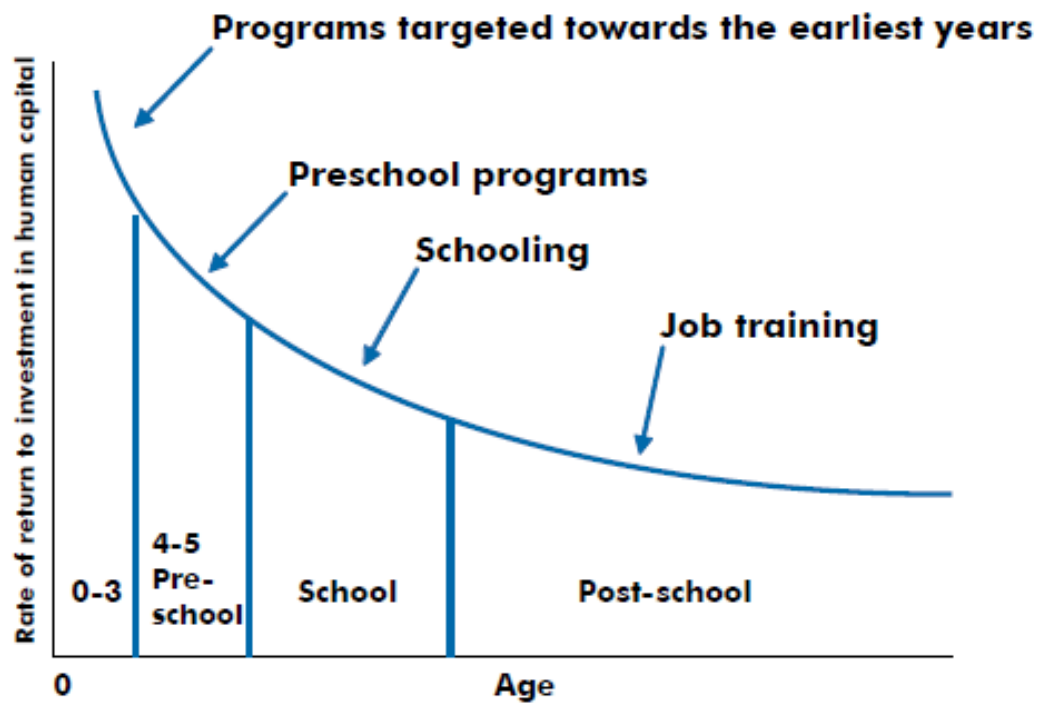 Programs targeted towards the earliest years
Rate of return to investment in human capital
Preschool programs
Schooling
Job training
0-3
4-5
Pre-
school
School
Post-school
0
Age